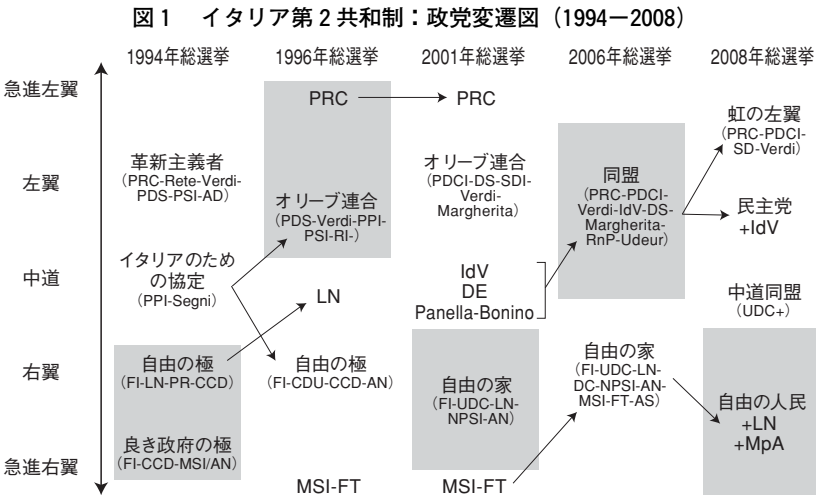 図1 イタリア第2共和制：政党変遷図（1994－2008）
1994年総選挙
1996年総選挙
2001年総選挙
2006年総選挙
2008年総選挙
急進左翼
左翼
中道
右翼
急進右翼
革新主義者
（PRC-Rete-Verdi-
PDS-PSI-AD）
イタリアのため
の協定
（PPI-Segni）
自由の極
（FI-LN-PR-CCD）
良き政府の極
（FI-CCD-MSI/AN）
PRC
オリーブ連合
（PDS-Verdi-PPI-
PSI-RI-）
LN
自由の極
（FI-CDU-CCD-AN）
MSI-FT
PRC
オリーブ連合
（PDCI-DS-SDI-
Verdi-
Margherita）
IdV
DE
Panella-Bonino
自由の家
（FI-UDC-LN-
NPSI-AN）
MSI-FT
同盟
（PRC-PDCI-
Verdi-IdV-DS-
Margherita-
RnP-Udeur）
自由の家
（FI-UDC-LN-
DC-NPSI-AN-
MSI-FT-AS）
虹の左翼
（PRC-PDCI-
SD-Verdi）
民主党
+IdV
中道同盟
（UDC+）
自由の人民
+LN
+MpA